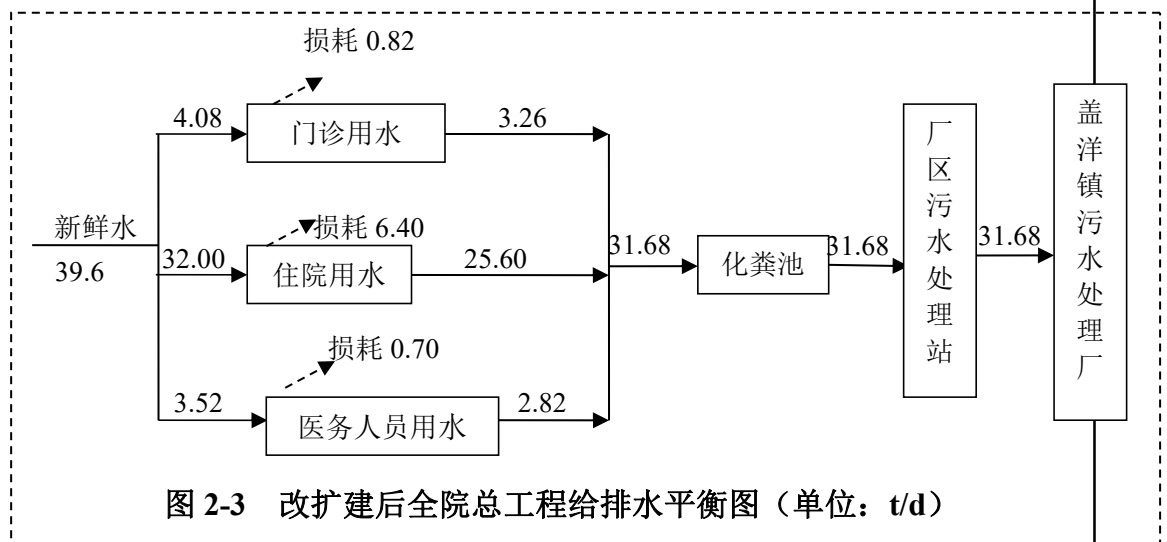 损耗 0.82
4.08
门诊用水
3.26
新鲜水
39.6
损耗 6.40
32.00
住院用水
25.60
31.68
化粪池
31.68
厂区污水处理站
31.68
盖洋镇污水处理厂
损耗 0.70
3.52
医务人员用水
2.82
图 2-3 改扩建后全院总工程给排水平衡图（单位：t/d）